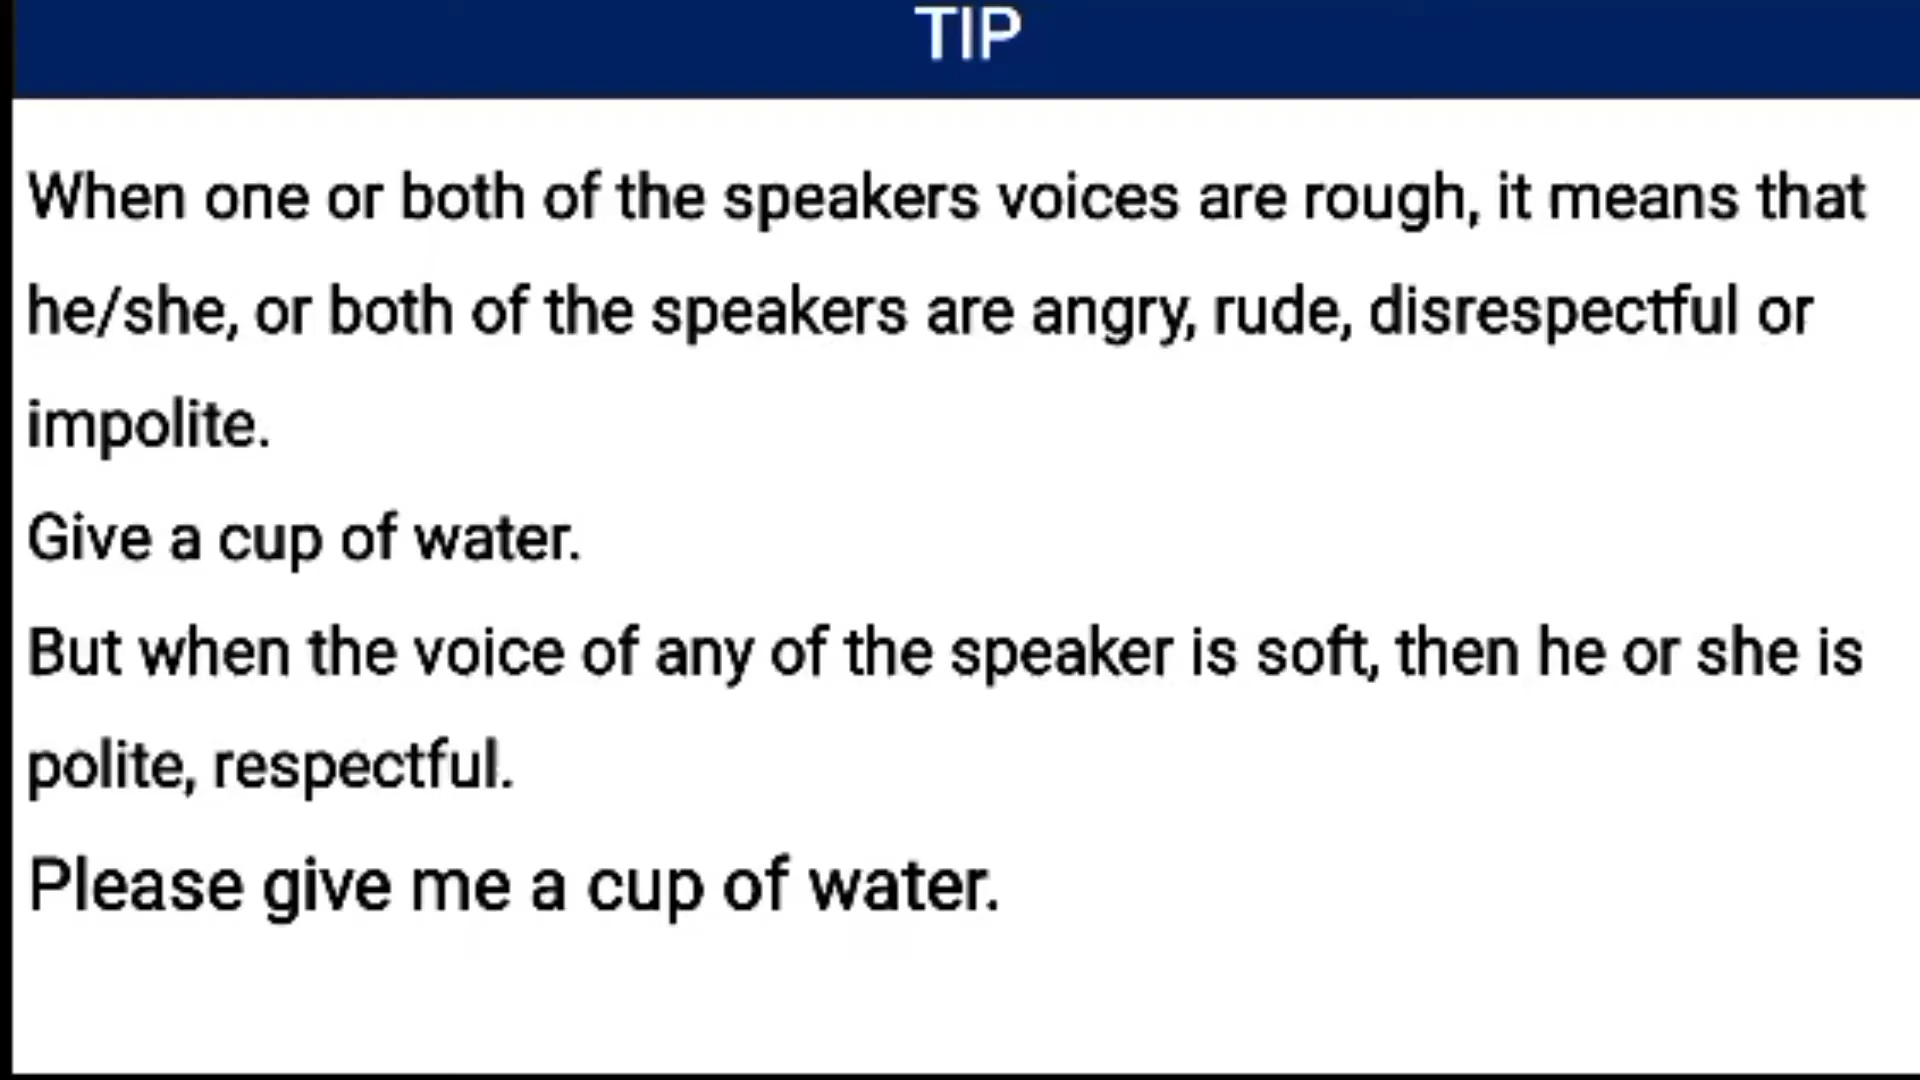 TIP
When one or both of the speakers voices are rough, it means that
he/she, or both of the speakers are angry, rude, disrespectful or
impolite.
Give a cup of water.
But when the voice of any of the speaker is soft, then he or she is
polite, respectful.
Please give me a cup of water.